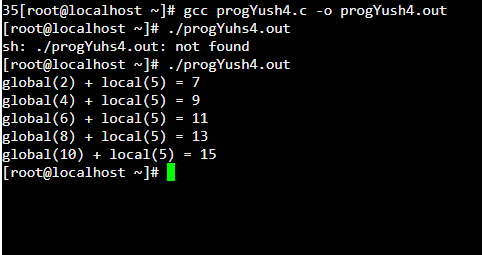 35[root@localhost ~]# gcc progYush4.c -o progYush4.out
[root@localhost ~]# ./progYuhs4.out
sh: ./progYuhs4.out: not found
[root@localhost ~]# ./progYush4.out
global(2) + local(5) = 7
global(4) + local(5) = 9
global(6) + local(5) = 11
global(8) + local(5) = 13
global(10) + local(5) = 15
[root@localhost ~]#